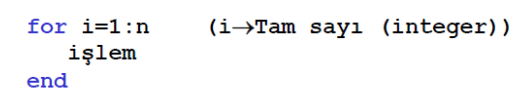 for i=1:n (i→Tam sayı (integer))
işlem
end